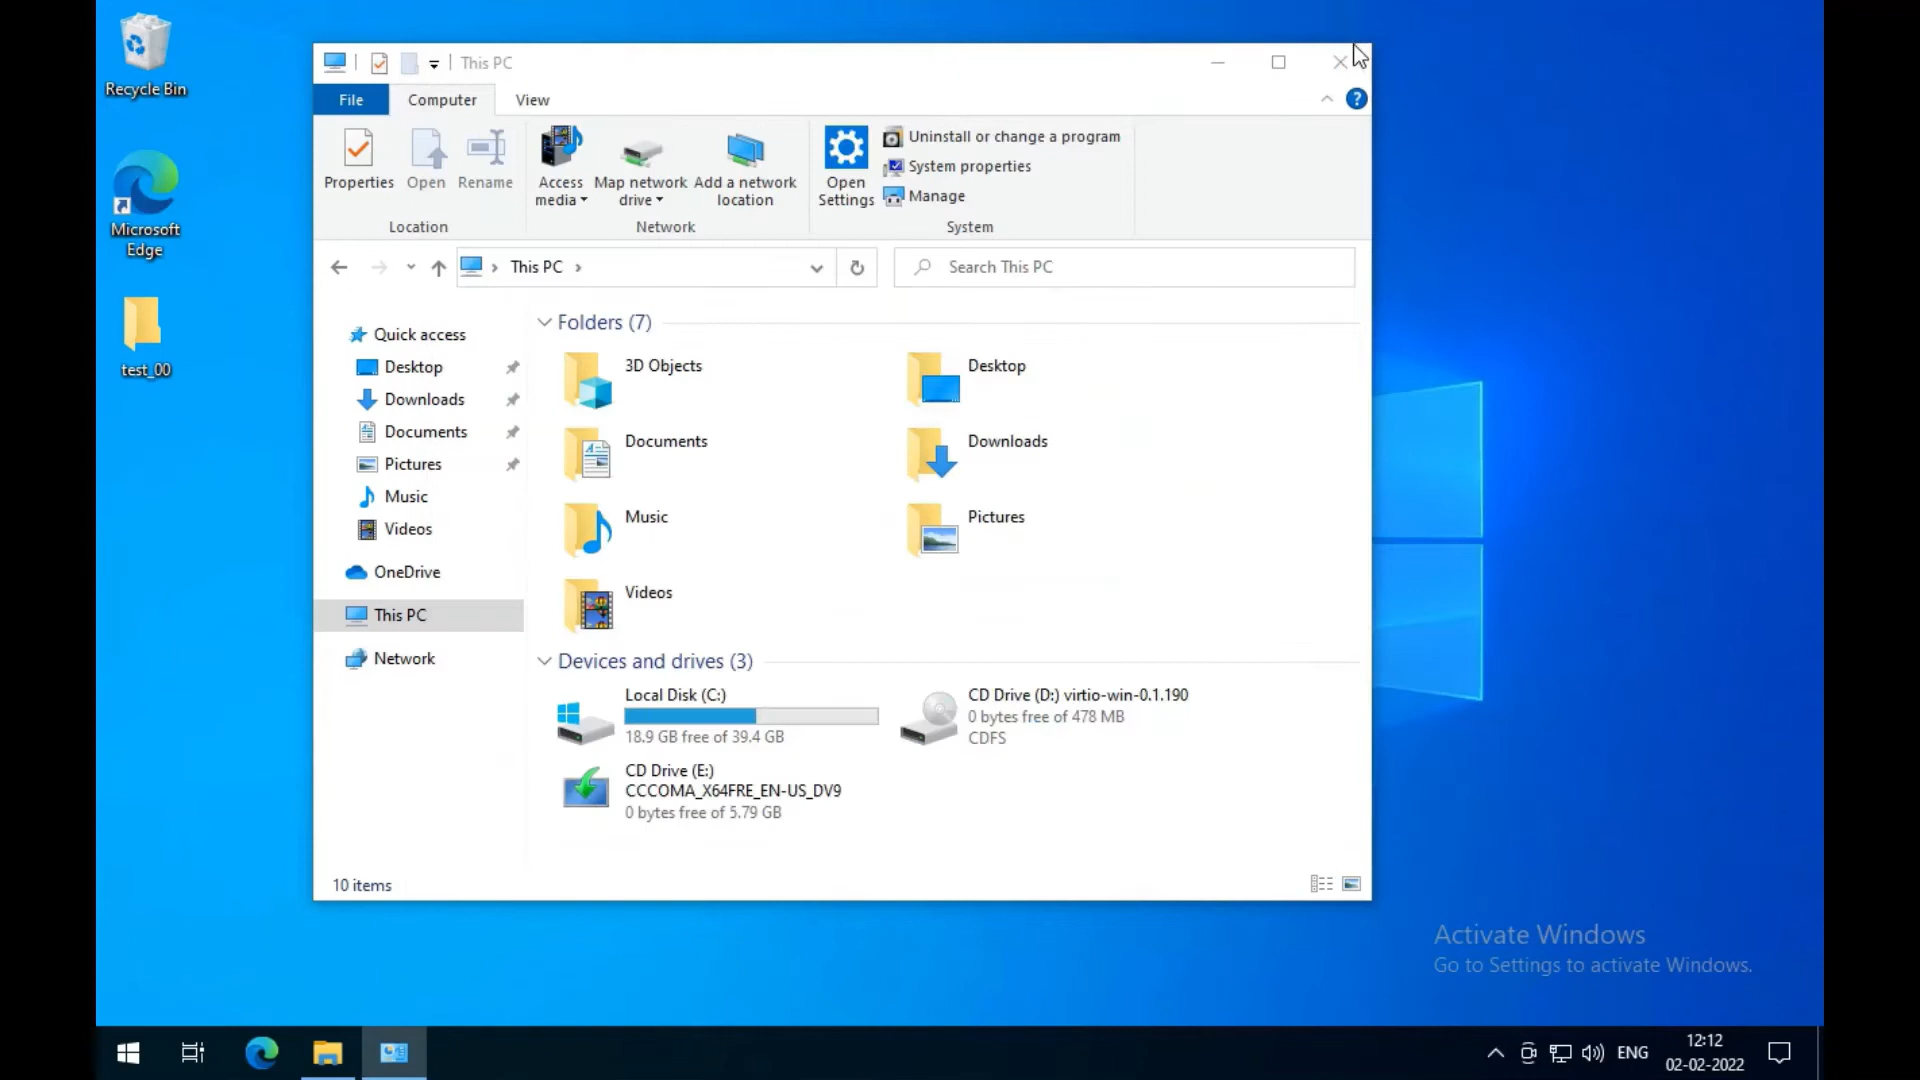 Recycle Bin
Microsoft
Edge
test_00
This PC
File
Computer
View
Properties
Open
Rename
Location
Access
media
Map network
drive
Add a network
location
Network
Open
Settings
Uninstall or change a program
System properties
Manage
System
This PC
Search This PC
Quick access
Desktop
Downloads
Documents
Pictures
Music
Videos
OneDrive
This PC
Network
Folders (7)
3D Objects
Desktop
Documents
Downloads
Music
Pictures
Videos
Devices and drives (3)
Local Disk (C:)
18.9 GB free of 39.4 GB
CD Drive (D:) virtio-win-0.1.190
0 bytes free of 478 MB
CDFS
CD Drive (E:)
CCCOMA_X64FRE_EN-US_DV9
0 bytes free of 5.79 GB
10 items
Activate Windows
Go to Settings to activate Windows.
ENG
12:12
02-02-2022